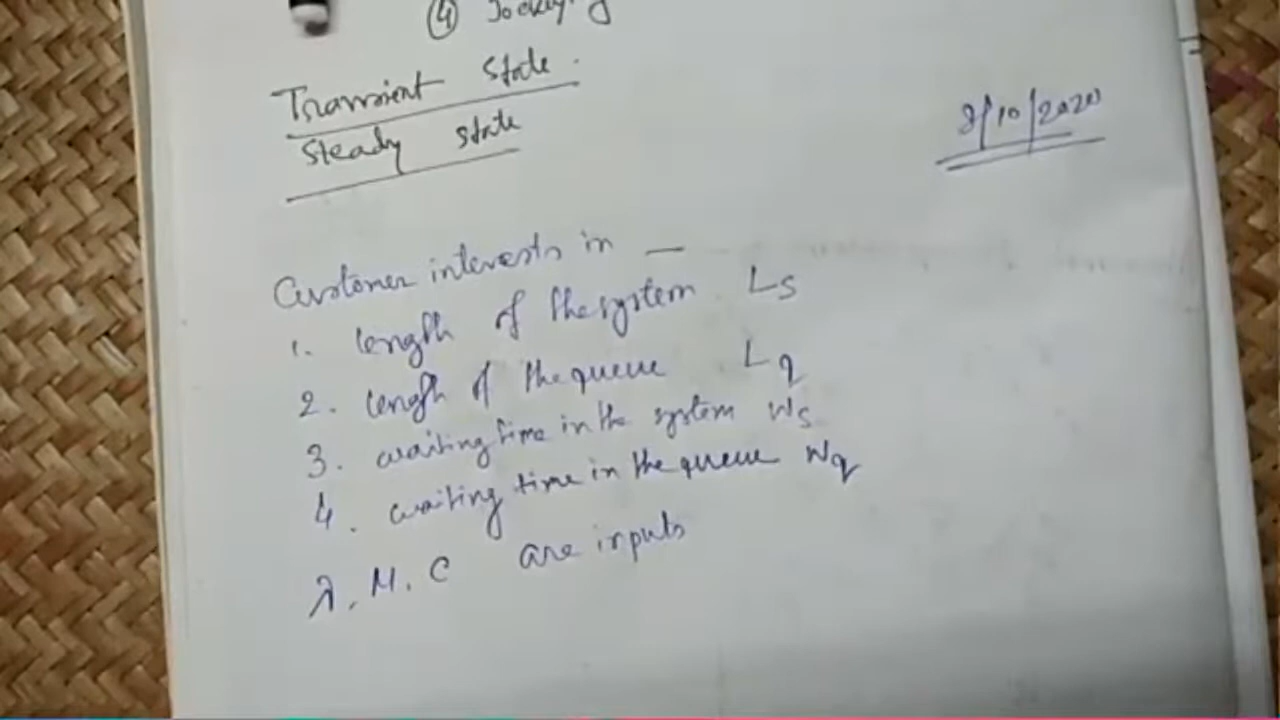 ④ Jockeying
Transient state.
Steady state
8/10/2020
Customer interests in —
1. length of the system Ls
2. length of the queue Lq
3. waiting time in the system Ws
4. waiting time in the queue Wq
λ, M, C are inputs